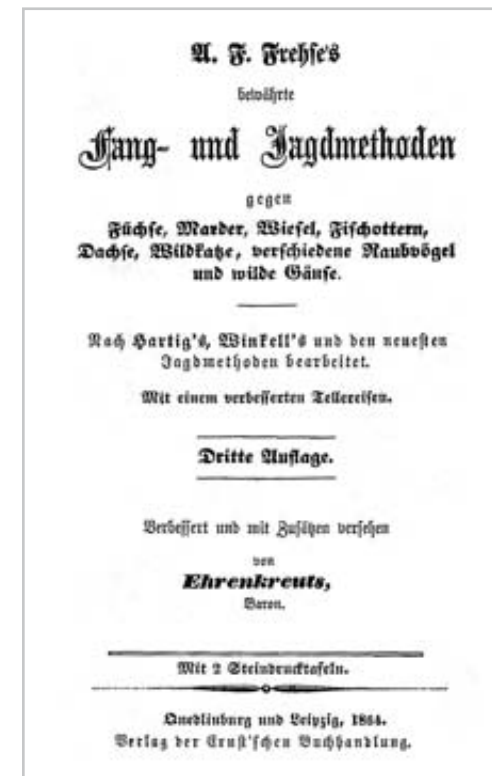 A. F. Frehse's
bewährte
Fang- und Jagdmethoden
gegen
Füchse, Marder, Wiesel, Fischottern,
Dachse, Wildkatze, verschiedene Raubvögel
und wilde Gänse.
Nach Hartig's, Winkell's und den neuesten
Jagdmethoden bearbeitet.
Mit einem verbesserten Tellereisen.
Dritte Auflage.
Verbessert und mit Zusätzen versehen
von
Ehrenkreuts,
Baron.
Mit 2 Steindrucktafeln.
Quedlinburg und Leipzig, 1864.
Verlag der Ernst'schen Buchhandlung.